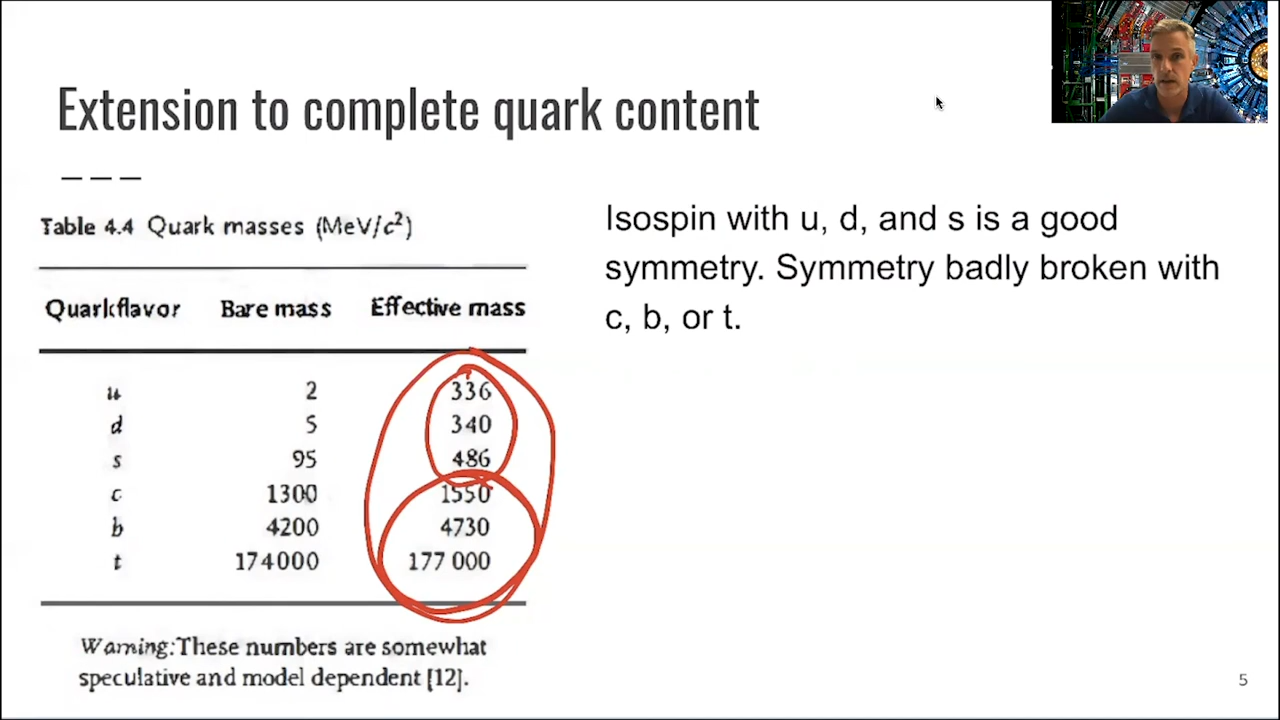 Extension to complete quark content
Table 4.4 Quark masses (MeV/c²)
Quark flavor Bare mass Effective mass
u 2 336
d 5 340
s 95 486
c 1300 1550
b 4200 4730
t 174000 177 000
Warning: These numbers are somewhat
speculative and model dependent [12].
Isospin with u, d, and s is a good
symmetry. Symmetry badly broken with
c, b, or t.
5